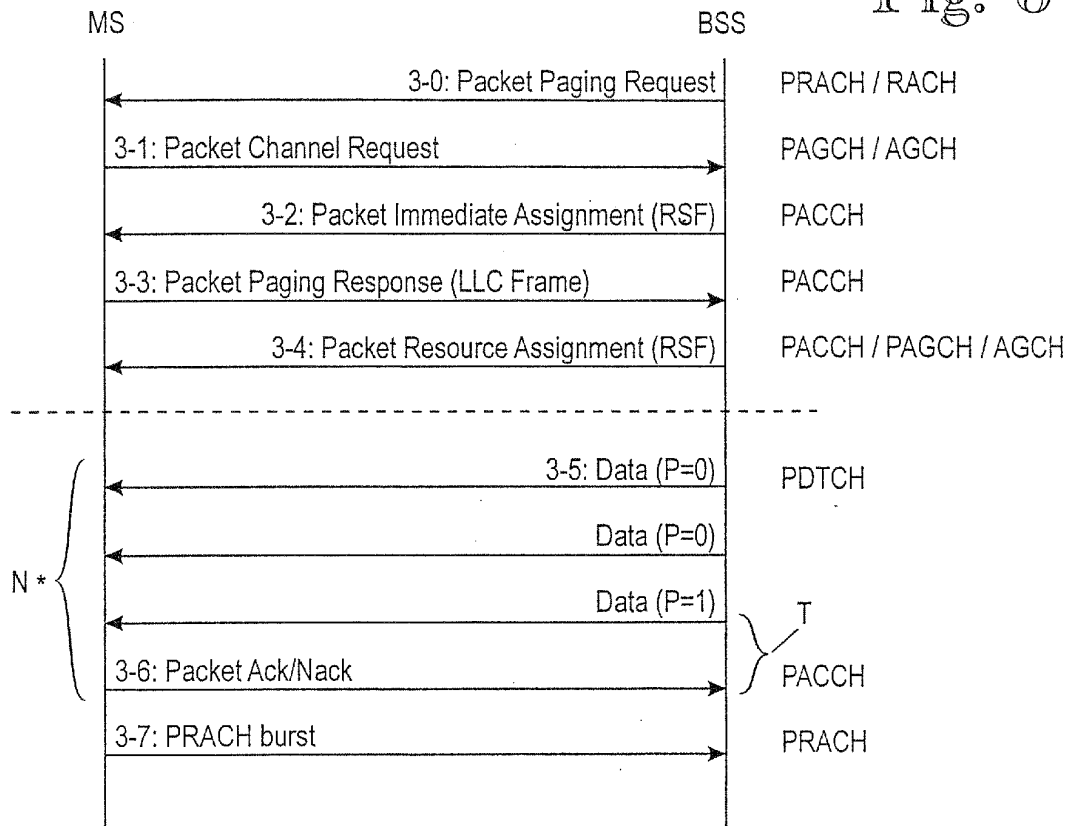 Fig.
MS BSS
3-0: Packet Paging Request PRACH / RACH
3-1: Packet Channel Request PAGCH / AGCH
3-2: Packet Immediate Assignment (RSF) PACCH
3-3: Packet Paging Response (LLC Frame) PACCH
3-4: Packet Resource Assignment (RSF) PACCH / PAGCH / AGCH
3-5: Data (P=0) PDTCH
Data (P=0)
N *
Data (P=1) T
3-6: Packet Ack/Nack PACCH
3-7: PRACH burst PRACH